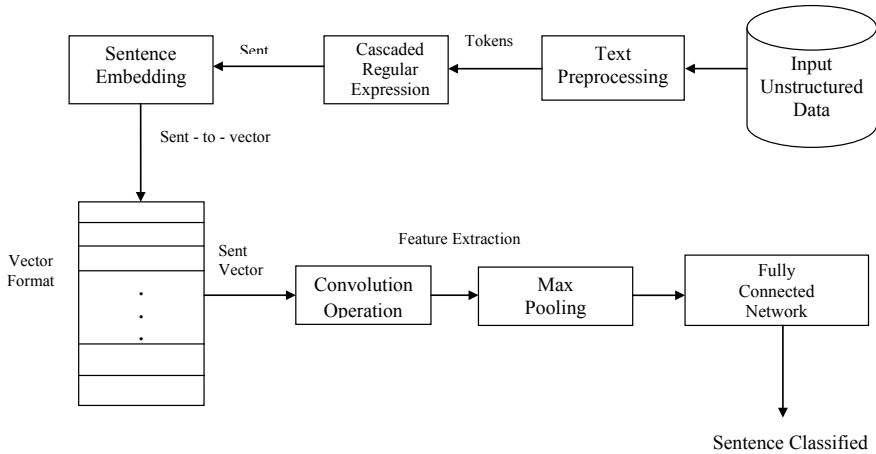 Sentence
Embedding
Sent
Cascaded
Regular
Expression
Tokens
Text
Preprocessing
Input
Unstructured
Data
Sent - to - vector
Vector
Format
.
.
.
Sent
Vector
Feature Extraction
Convolution
Operation
Max
Pooling
Fully
Connected
Network
Sentence Classified